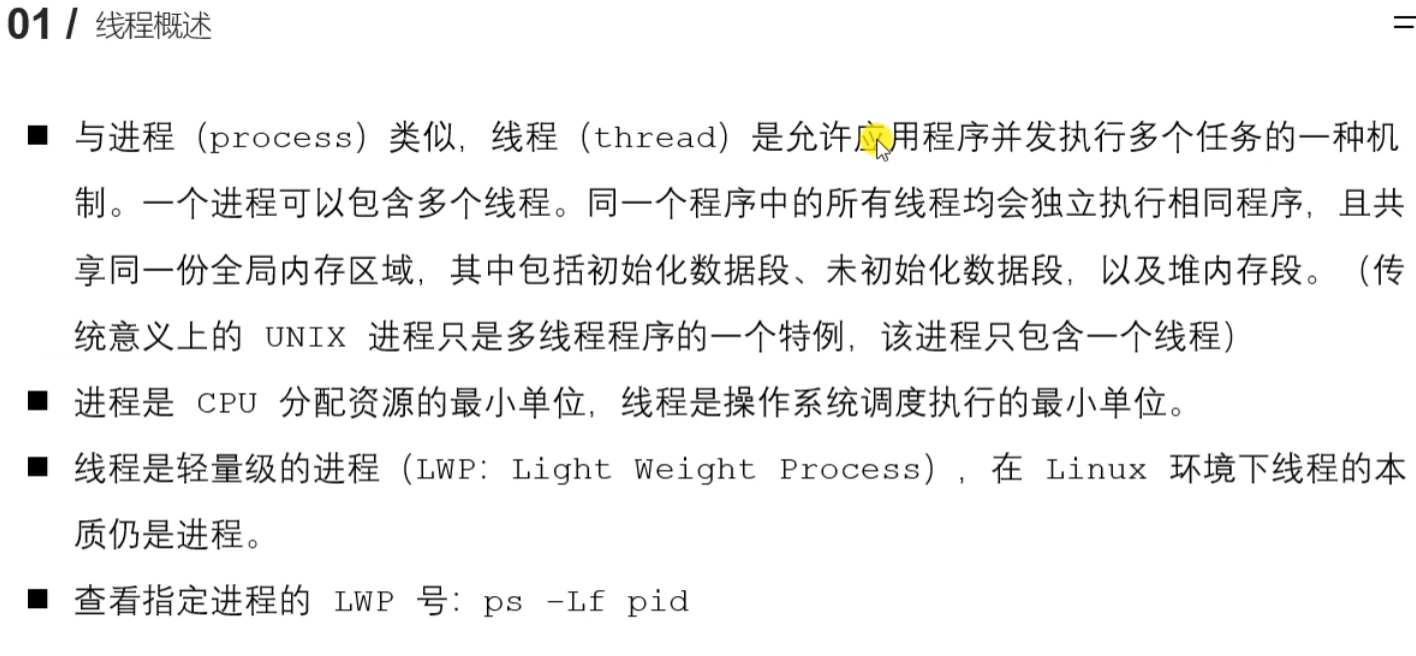 01 / 线程概述
■ 与进程（process）类似，线程（thread）是允许应用程序并发执行多个任务的一种机
制。一个进程可以包含多个线程。同一个程序中的所有线程均会独立执行相同程序，且共
享同一份全局内存区域，其中包括初始化数据段、未初始化数据段，以及堆内存段。（传
统意义上的 UNIX 进程只是多线程程序的一个特例，该进程只包含一个线程）
■ 进程是 CPU 分配资源的最小单位，线程是操作系统调度执行的最小单位。
■ 线程是轻量级的进程（LWP：Light Weight Process），在 Linux 环境下线程的本
质仍是进程。
■ 查看指定进程的 LWP 号：ps -Lf pid